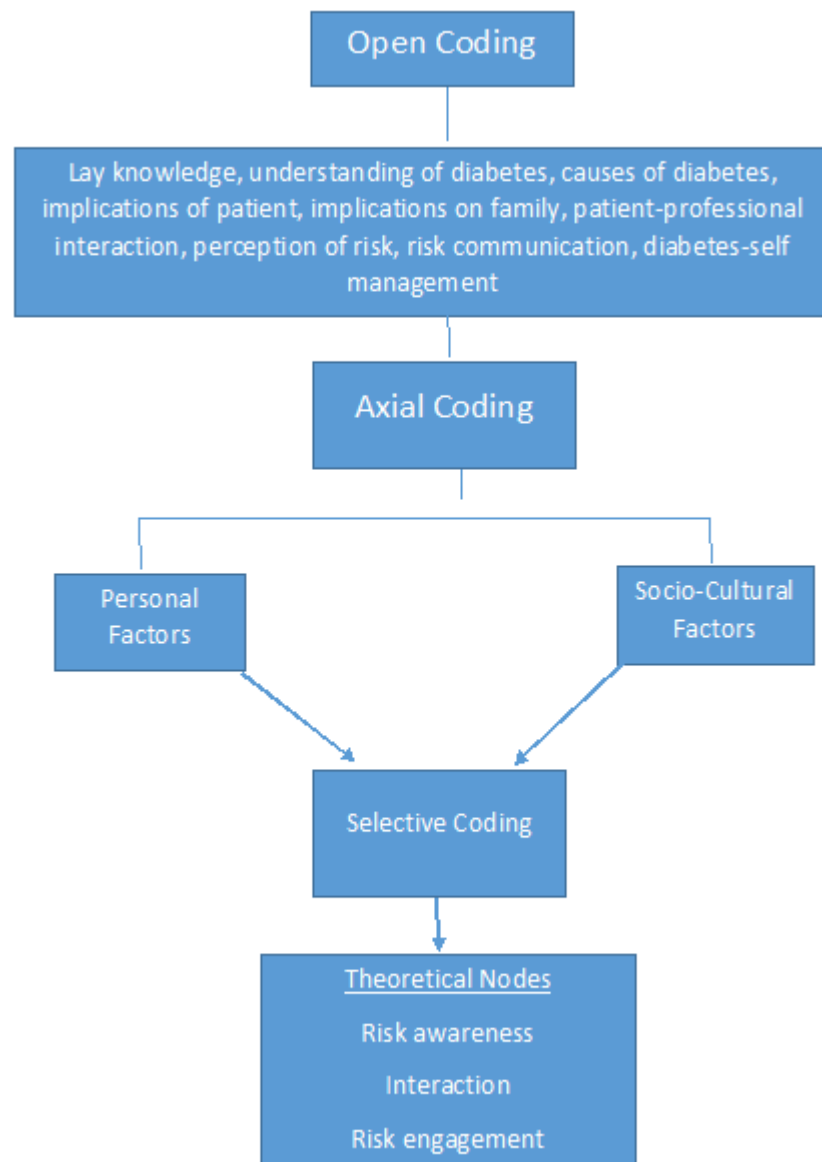 Open Coding
Lay knowledge, understanding of diabetes, causes of diabetes,
implications of patient, implications on family, patient-professional
interaction, perception of risk, risk communication, diabetes-self
management
Axial Coding
Personal
Factors
Socio-Cultural
Factors
Selective Coding
Theoretical Nodes
Risk awareness
Interaction
Risk engagement